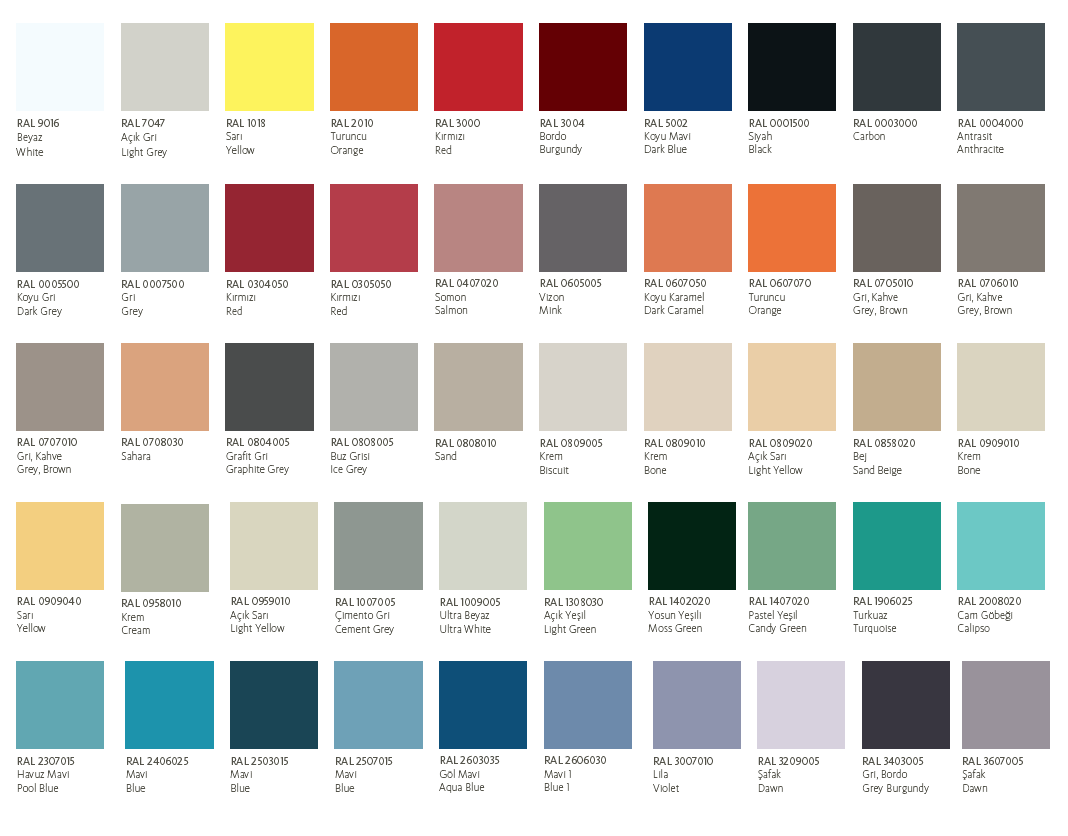 RAL 9016
Beyaz
White
RAL 7047
Açık Gri
Light Grey
RAL 1018
Sarı
Yellow
RAL 2010
Turuncu
Orange
RAL 3000
Kırmızı
Red
RAL 3004
Bordo
Burgundy
RAL 5002
Koyu Mavi
Dark Blue
RAL 0001500
Siyah
Black
RAL 0003000
Carbon
RAL 0004000
Antrasit
Anthracite
RAL 0005500
Koyu Gri
Dark Grey
RAL 0007500
Gri
Grey
RAL 0304050
Kırmızı
Red
RAL 0305050
Kırmızı
Red
RAL 0407020
Somon
Salmon
RAL 0605005
Vizon
Mink
RAL 0607050
Koyu Karamel
Dark Caramel
RAL 0607070
Turuncu
Orange
RAL 0705010
Gri, Kahve
Grey, Brown
RAL 0706010
Gri, Kahve
Grey, Brown
RAL 0707010
Gri, Kahve
Grey, Brown
RAL 0708030
Sahara
RAL 0804005
Grafit Gri
Graphite Grey
RAL 0808005
Buz Grisi
Ice Grey
RAL 0808010
Sand
RAL 0809005
Krem
Biscuit
RAL 0809010
Krem
Bone
RAL 0809020
Açık Sarı
Light Yellow
RAL 0858020
Bej
Sand Beige
RAL 0909010
Krem
Bone
RAL 0909040
Sarı
Yellow
RAL 0958010
Krem
Cream
RAL 0959010
Açık Sarı
Light Yellow
RAL 1007005
Çimento Gri
Cement Grey
RAL 1009005
Ultra Beyaz
Ultra White
RAL 1308030
Açık Yeşil
Light Green
RAL 1402020
Yosun Yeşili
Moss Green
RAL 1407020
Pastel Yeşil
Candy Green
RAL 1906025
Turkuaz
Turquoise
RAL 2008020
Cam Göbeği
Calipso
RAL 2307015
Havuz Mavi
Pool Blue
RAL 2406025
Mavi
Blue
RAL 2503015
Mavi
Blue
RAL 2507015
Mavi
Blue
RAL 2603035
Göl Mavi
Aqua Blue
RAL 2606030
Mavi 1
Blue 1
RAL 3007010
Lila
Violet
RAL 3209005
Şafak
Dawn
RAL 3403005
Gri, Bordo
Grey Burgundy
RAL 3607005
Şafak
Dawn